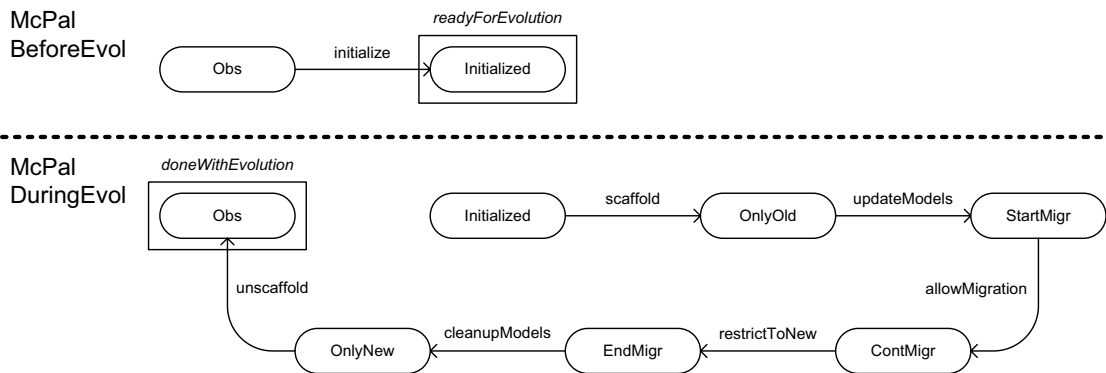 McPal
BeforeEvol
readyForEvolution
Obs
initialize
Initialized
McPal
DuringEvol
doneWithEvolution
Obs
Initialized
scaffold
OnlyOld
updateModels
StartMigr
unscaffold
allowMigration
OnlyNew
cleanupModels
EndMigr
restrictToNew
ContMigr